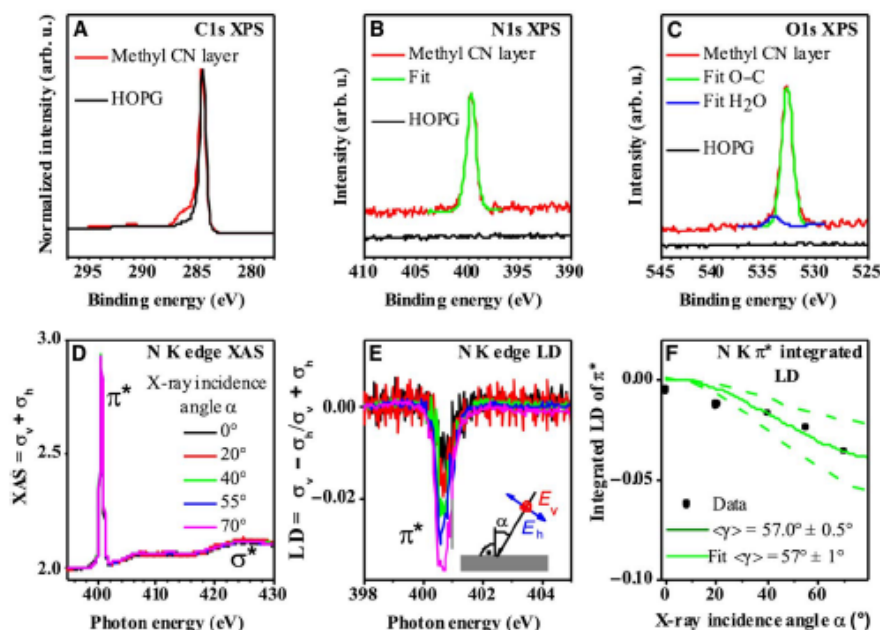 A C1s XPS
Methyl CN layer
HOPG
Normalized intensity (arb. u.)
295 290 285 280
Binding energy (eV)
B N1s XPS
Methyl CN layer
Fit
HOPG
Intensity (arb. u.)
410 400 395 390
Binding energy (eV)
C O1s XPS
Methyl CN layer
Fit O–C
Fit H₂O
HOPG
Intensity (arb. u.)
545 540 530 525
Binding energy (eV)
D N K edge XAS
X-ray incidence
angle α
0°
20°
40°
55°
70°
π*
σ*
XAS = σᵥ + σₕ
3.0
2.5
2.0
400 410 420 430
Photon energy (eV)
E N K edge LD
π*
α
Eᵥ
Eₕ
LD = σᵥ − σₕ/σᵥ + σₕ
0.00
−0.02
398 400 402 404
Photon energy (eV)
F N K π* integrated
LD
Data
<γ> = 57.0° ± 0.5°
Fit <γ> = 57° ± 1°
Integrated LD of π*
0.00
−0.05
−0.10
0 20 40 60
X-ray incidence angle α (°)